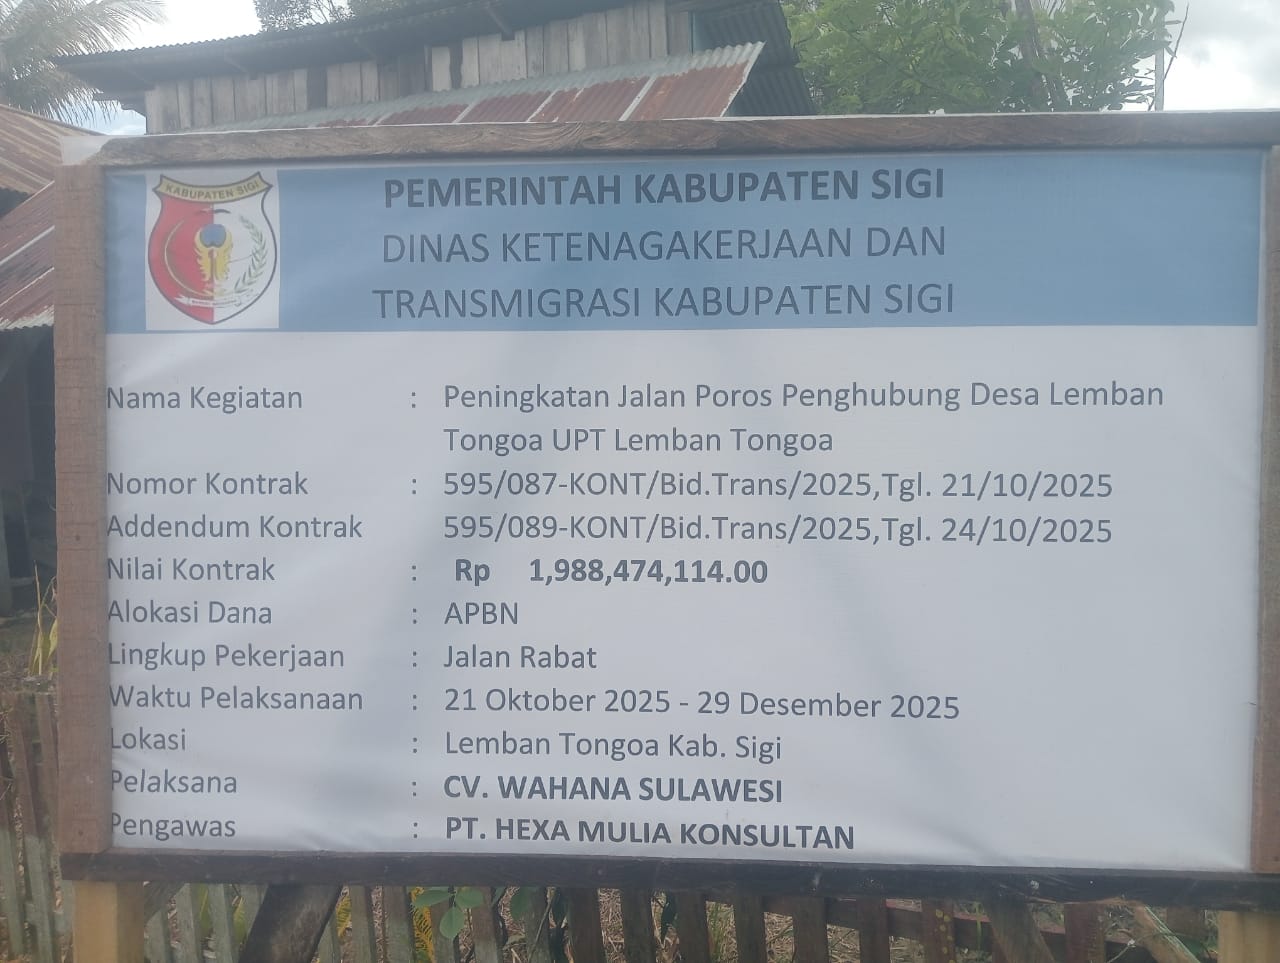 KABUPATEN SIGI
PEMERINTAH KABUPATEN SIGI
DINAS KETENAGAKERJAAN DAN
TRANSMIGRASI KABUPATEN SIGI
Nama Kegiatan : Peningkatan Jalan Poros Penghubung Desa Lemban
Tongoa UPT Lemban Tongoa
Nomor Kontrak : 595/087-KONT/Bid.Trans/2025,Tgl. 21/10/2025
Addendum Kontrak 595/089-KONT/Bid.Trans/2025,Tgl. 24/10/2025
Nilai Kontrak : Rp 1,988,474,114.00
Alokasi Dana : APBN
Lingkup Pekerjaan : Jalan Rabat
Waktu Pelaksanaan : 21 Oktober 2025 - 29 Desember 2025
Lokasi : Lemban Tongoa Kab. Sigi
Pelaksana : CV. WAHANA SULAWESI
Pengawas : PT. HEXA MULIA KONSULTAN